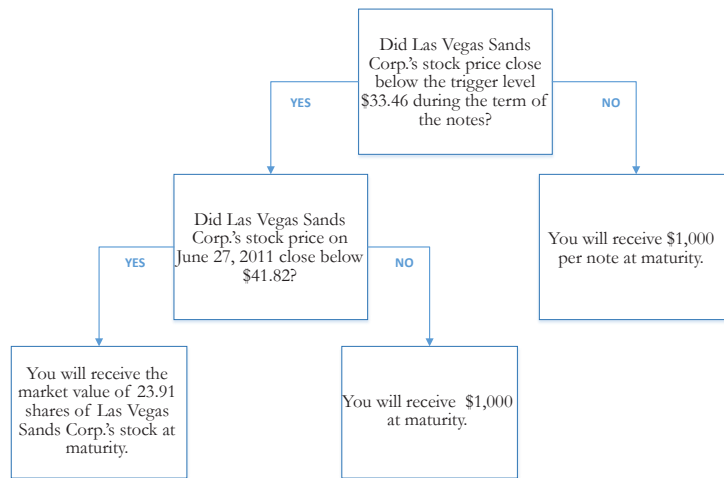 Did Las Vegas Sands
Corp.'s stock price close
below the trigger level
$33.46 during the term of
the notes?
YES
NO
Did Las Vegas Sands
Corp.'s stock price on
June 27, 2011 close below
$41.82?
You will receive $1,000
per note at maturity.
YES
NO
You will receive the
market value of 23.91
shares of Las Vegas
Sands Corp.'s stock at
maturity.
You will receive $1,000
at maturity.